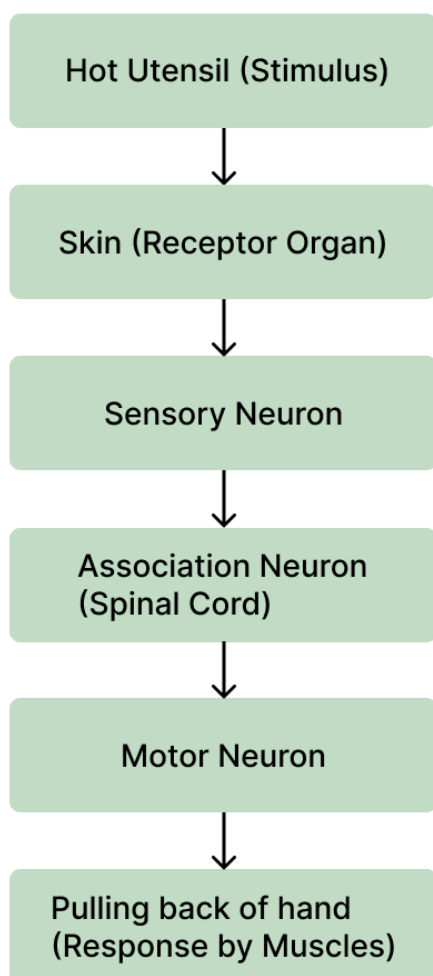 Hot Utensil (Stimulus)
Skin (Receptor Organ)
Sensory Neuron
Association Neuron
(Spinal Cord)
Motor Neuron
Pulling back of hand
(Response by Muscles)